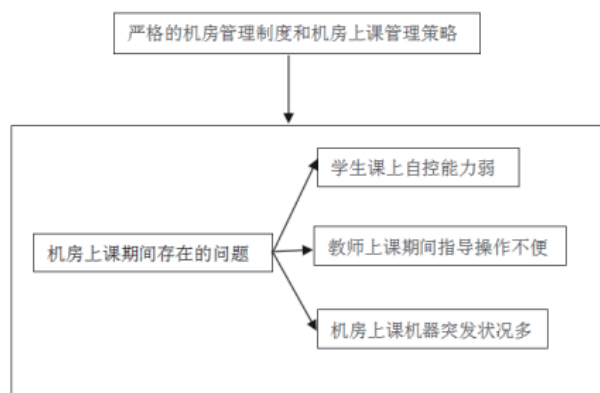 严格的机房管理制度和机房上课管理策略
学生课上自控能力弱
机房上课期间存在的问题
教师上课期间指导操作不便
机房上课机器突发状况多